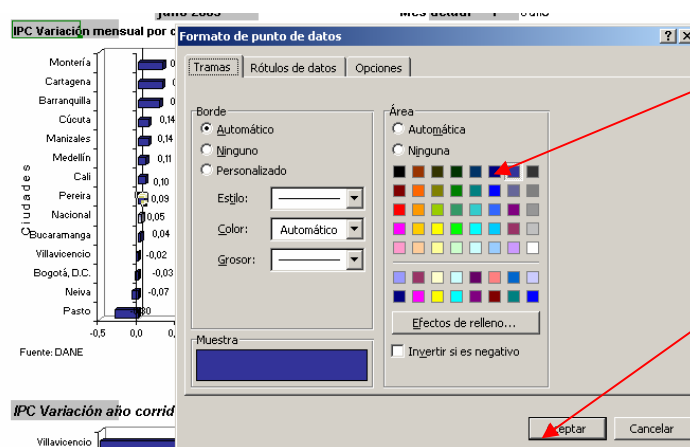 IPC Variación mensual por c
Montería
Cartagena
Barranquilla
Cúcuta 0,14
Manizales 0,14
Medellín 0,11
Cali 0,10
Pereira 0,09
Nacional 0,05
Bucaramanga 0,04
Villavicencio -0,02
Bogotá, D.C. -0,03
Neiva -0,07
Pasto
Ciudades
-0,5 0,0 0,
Fuente: DANE
IPC Variación año corrid
Villavicencio
Formato de punto de datos
Tramas Rótulos de datos Opciones
Borde
Automático
Ninguno
Personalizado
Estilo:
Color: Automático
Grosor:
Muestra
Área
Automática
Ninguna
Efectos de relleno...
Invertir si es negativo
Aceptar Cancelar